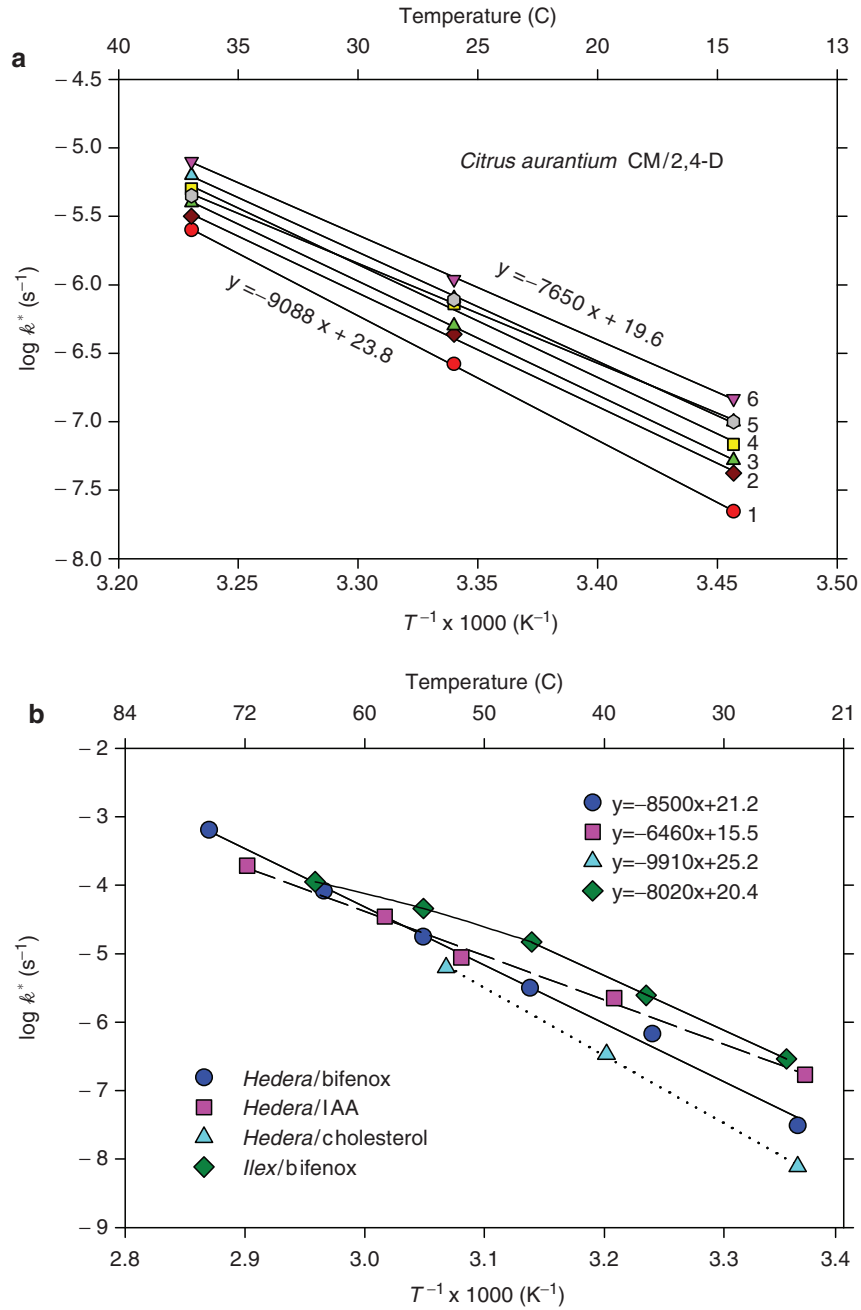 Temperature (C)
40 35 30 25 20 15 13
a
−4.5
−5.0
−5.5
−6.0
−6.5
−7.0
−7.5
−8.0
log k* (s⁻¹)
Citrus aurantium CM/2,4-D
y =−7650 x + 19.6
y =−9088 x + 23.8
6
5
4
3
2
1
3.20 3.25 3.30 3.35 3.40 3.45 3.50
T⁻¹ x 1000 (K⁻¹)
Temperature (C)
b
84 72 60 50 40 30 21
−2
−3
−4
−5
−6
−7
−8
−9
log k* (s⁻¹)
y=−8500x+21.2
y=−6460x+15.5
y=−9910x+25.2
y=−8020x+20.4
Hedera/bifenox
Hedera/IAA
Hedera/cholesterol
Ilex/bifenox
2.8 2.9 3.0 3.1 3.2 3.3 3.4
T⁻¹ x 1000 (K⁻¹)